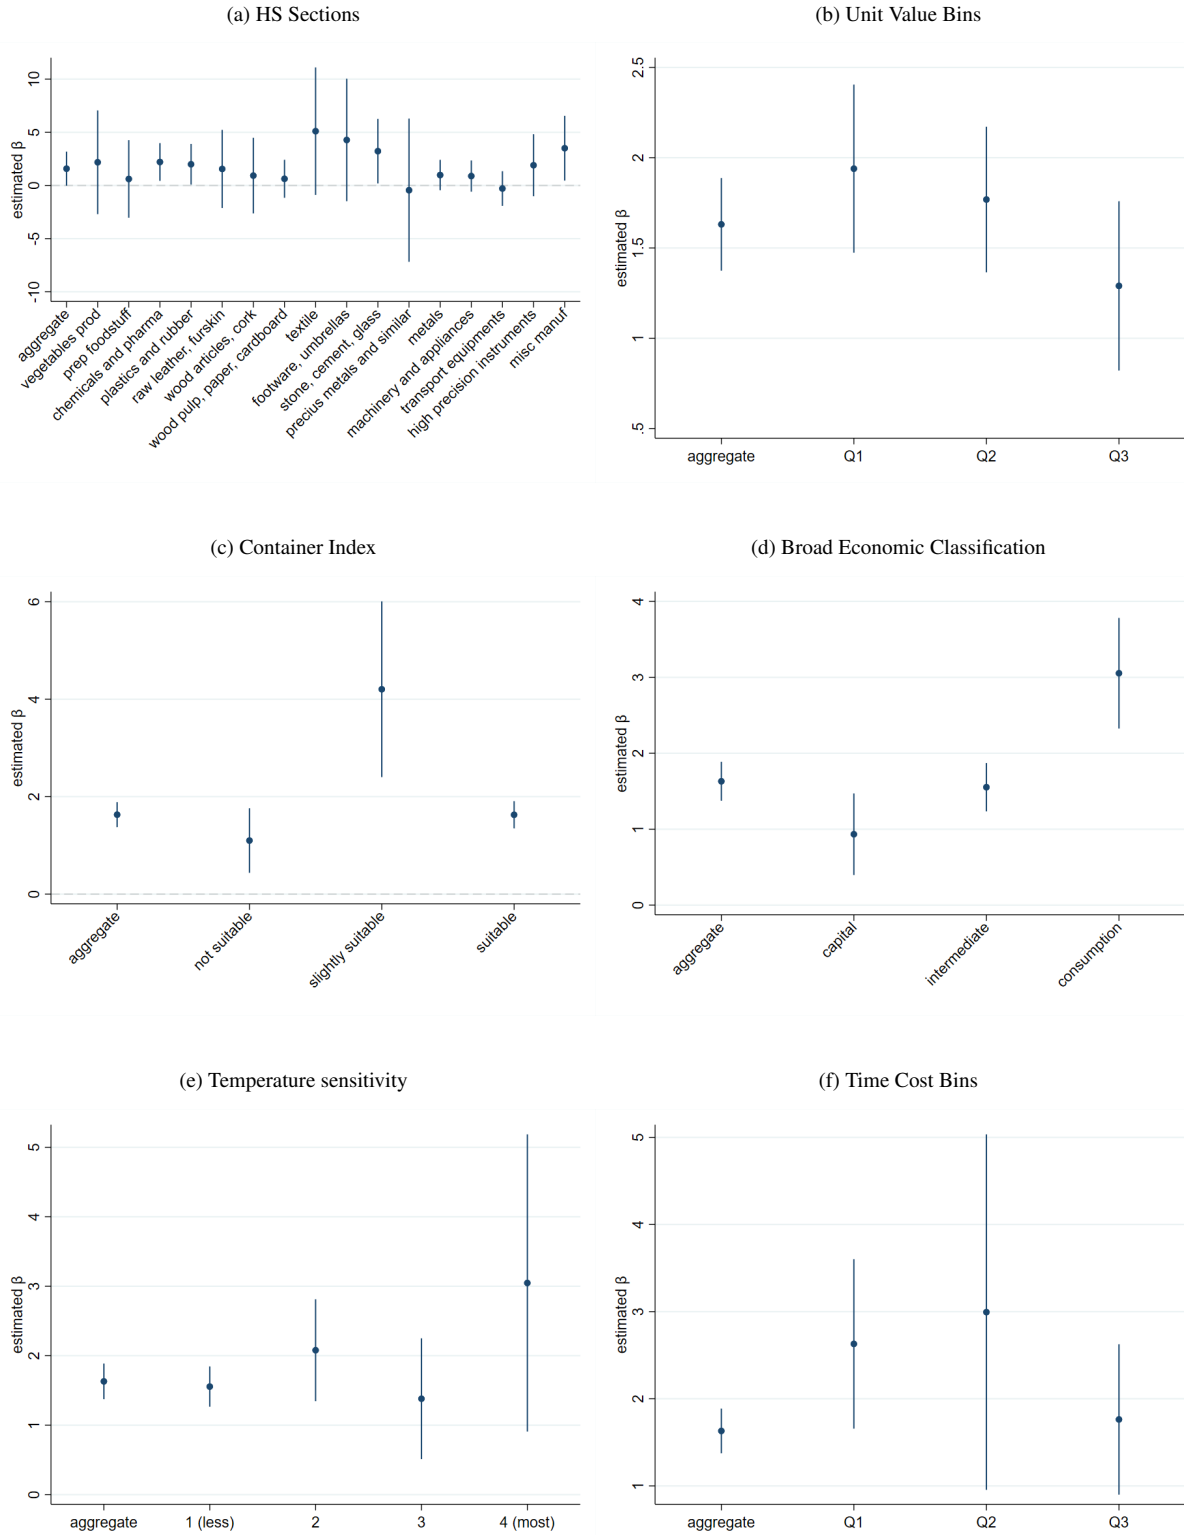 (a) HS Sections
estimated β
10
5
0
-5
-10
aggregate
vegetables prod
prep foodstuff
chemicals and pharma
plastics and rubber
raw leather, furskin
wood articles, cork
wood pulp, paper, cardboard
textile
footware, umbrellas
stone, cement, glass
precius metals and similar
metals
machinery and appliances
transport equipments
high precision instruments
misc manuf
(b) Unit Value Bins
estimated β
2.5
2
1.5
1
.5
aggregate
Q1
Q2
Q3
(c) Container Index
estimated β
6
4
2
0
aggregate
not suitable
slightly suitable
suitable
(d) Broad Economic Classification
estimated β
4
3
2
1
0
aggregate
capital
intermediate
consumption
(e) Temperature sensitivity
estimated β
5
4
3
2
1
0
aggregate
1 (less)
2
3
4 (most)
(f) Time Cost Bins
estimated β
5
4
3
2
1
aggregate
Q1
Q2
Q3